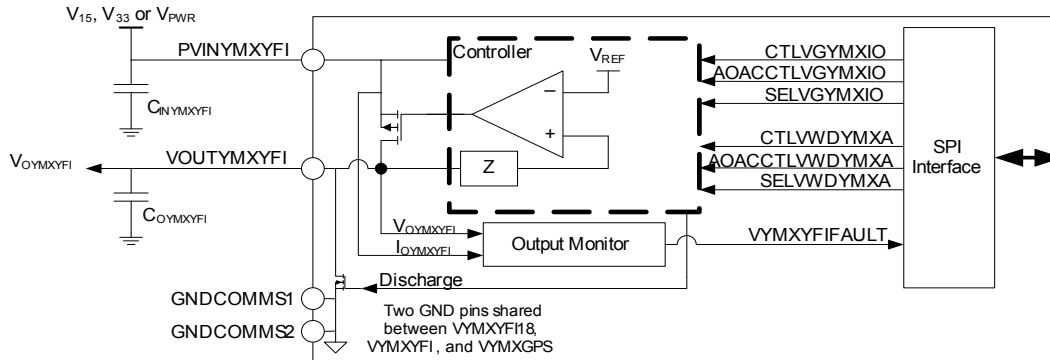 V15, V33 or VPWR
PVINYMXYFI
CINYMXYFI
VOYMXYFI
VOUTYMXYFI
COYMXYFI
GNDCOMMS1
GNDCOMMS2
Controller
VREF
−
+
Z
VOYMXYFI
IOYMXYFI
Output Monitor
Discharge
Two GND pins shared
between VYMXYFI18,
VYMXYFI, and VYMXGPS
CTLVGYMXIO
AOACCTLVGYMXIO
SELVGYMXIO
CTLVWDYMXA
AOACCTLVWDYMXA
SELVWDYMXA
VYMXYFIFAULT
SPI
Interface